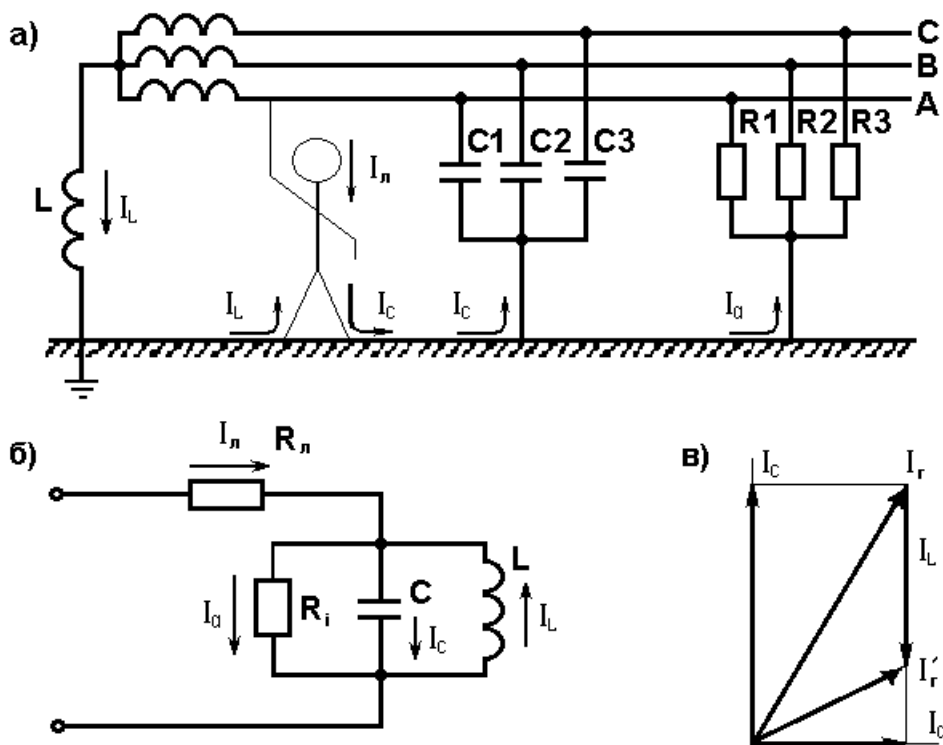 а)
C
B
A
C1 C2 C3
R1 R2 R3
L
I_L
I_л
I_L
I_C
I_C
I_a
б)
I_л
R_л
I_a
R_i
C
I_C
L
I_L
в)
I_C
I_r
I_L
I_r'